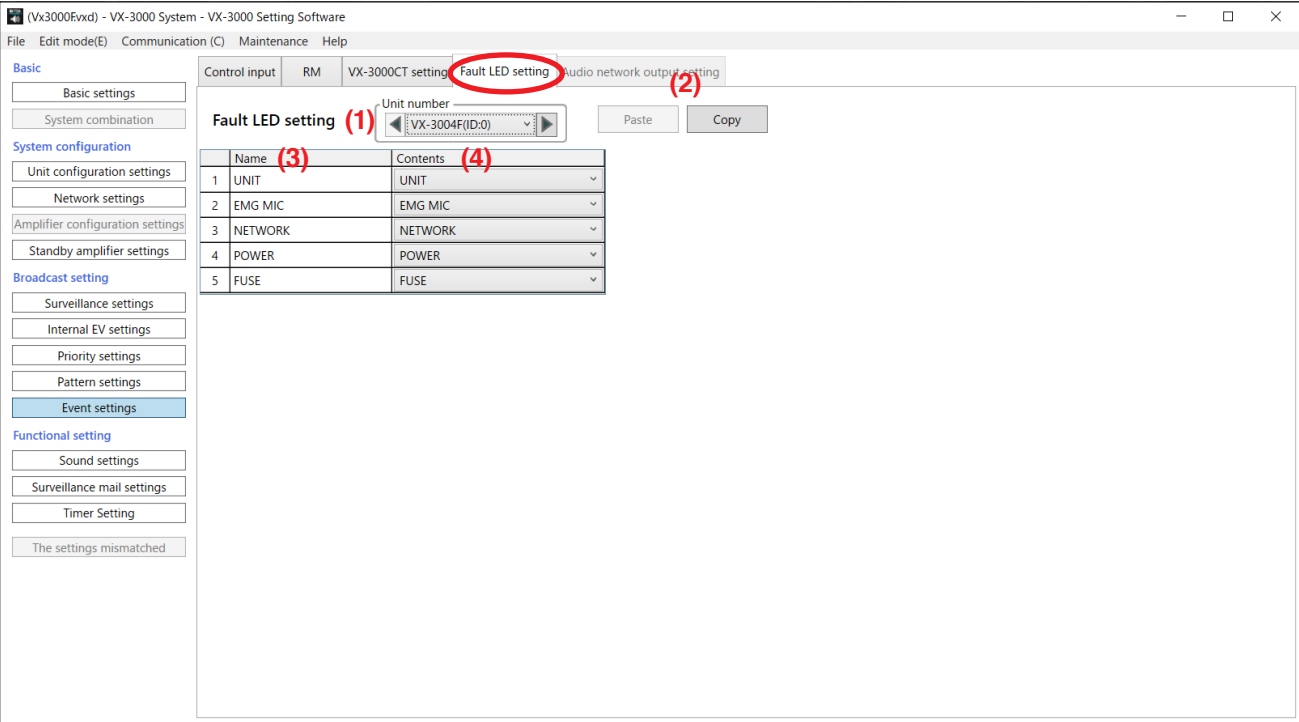 (Vx3000F.vxd) - VX-3000 System - VX-3000 Setting Software
File Edit mode(E) Communication (C) Maintenance Help
Basic
Basic settings
System combination
System configuration
Unit configuration settings
Network settings
Amplifier configuration settings
Standby amplifier settings
Broadcast setting
Surveillance settings
Internal EV settings
Priority settings
Pattern settings
Event settings
Functional setting
Sound settings
Surveillance mail settings
Timer Setting
The settings mismatched
Control input RM VX-3000CT setting Fault LED setting Audio network output setting
(2)
Fault LED setting (1) Unit number
VX-3004F(ID:0) Paste Copy
Name (3) Contents (4)
1 UNIT UNIT
2 EMG MIC EMG MIC
3 NETWORK NETWORK
4 POWER POWER
5 FUSE FUSE